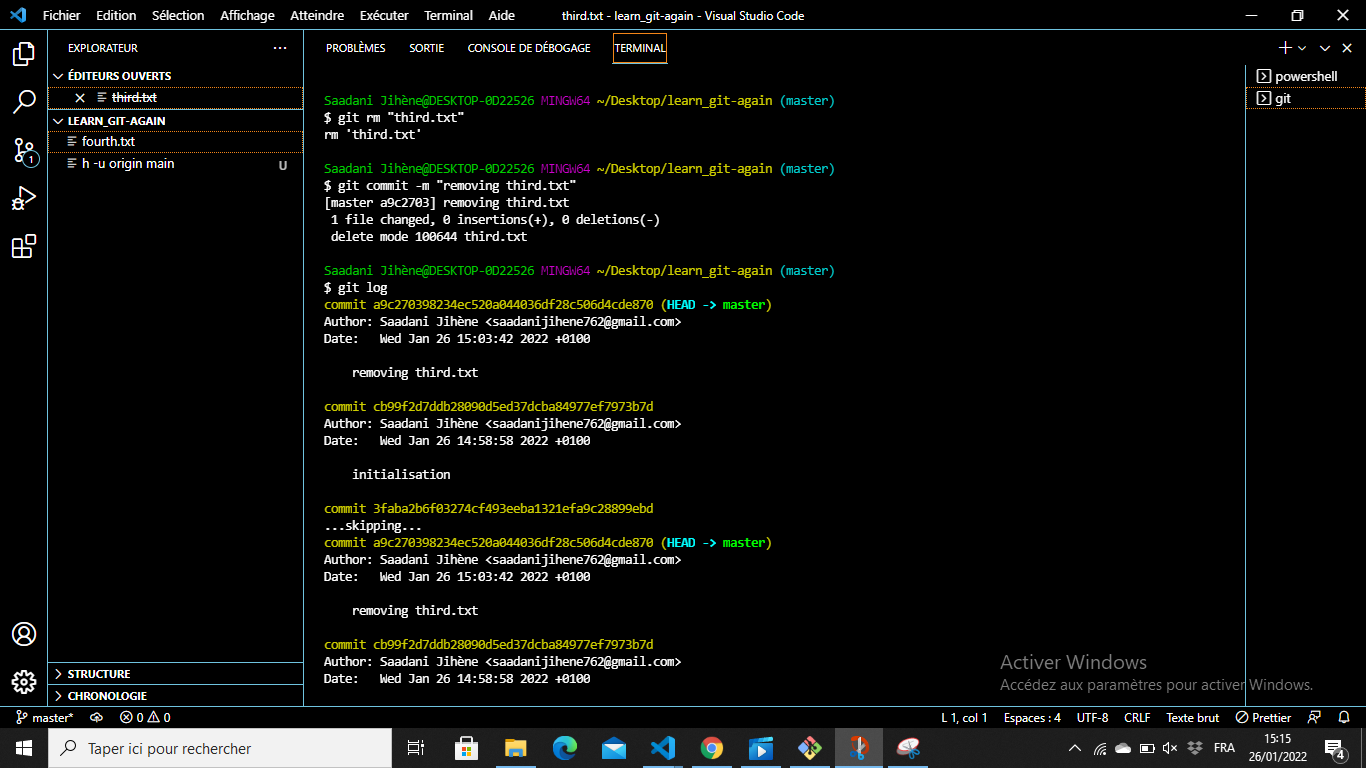 Fichier Edition Sélection Affichage Atteindre Exécuter Terminal Aide third.txt - learn_git-again - Visual Studio Code
EXPLORATEUR
ÉDITEURS OUVERTS
third.txt
LEARN_GIT-AGAIN
fourth.txt
h -u origin main U
1
STRUCTURE
CHRONOLOGIE
PROBLÈMES SORTIE CONSOLE DE DÉBOGAGE TERMINAL
powershell
git
Saadani Jihène@DESKTOP-0D22526 MINGW64 ~/Desktop/learn_git-again (master)
$ git rm "third.txt"
rm 'third.txt'
Saadani Jihène@DESKTOP-0D22526 MINGW64 ~/Desktop/learn_git-again (master)
$ git commit -m "removing third.txt"
[master a9c2703] removing third.txt
1 file changed, 0 insertions(+), 0 deletions(-)
delete mode 100644 third.txt
Saadani Jihène@DESKTOP-0D22526 MINGW64 ~/Desktop/learn_git-again (master)
$ git log
commit a9c270398234ec520a044036df28c506d4cde870 (HEAD -> master)
Author: Saadani Jihène <saadanijihene762@gmail.com>
Date:   Wed Jan 26 15:03:42 2022 +0100
removing third.txt
commit cb99f2d7ddb28090d5ed37dcba84977ef7973b7d
Author: Saadani Jihène <saadanijihene762@gmail.com>
Date:   Wed Jan 26 14:58:58 2022 +0100
initialisation
commit 3faba2b6f03274cf493eeba1321efa9c28899ebd
...skipping...
commit a9c270398234ec520a044036df28c506d4cde870 (HEAD -> master)
Author: Saadani Jihène <saadanijihene762@gmail.com>
Date:   Wed Jan 26 15:03:42 2022 +0100
removing third.txt
commit cb99f2d7ddb28090d5ed37dcba84977ef7973b7d
Author: Saadani Jihène <saadanijihene762@gmail.com>
Date:   Wed Jan 26 14:58:58 2022 +0100
Activer Windows
Accédez aux paramètres pour activer Windows.
master* 0 0 L 1, col 1 Espaces : 4 UTF-8 CRLF Texte brut Prettier
Taper ici pour rechercher
FRA
15:15
26/01/2022
4